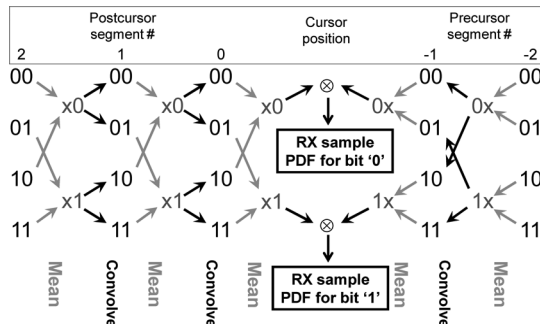 Postcursor segment #
Cursor position
Precursor segment #
2 1 0 -1 -2
00 00 00 ⊗ 00 00
x0 x0 x0 0x 0x
01 01 01 01 01
RX sample PDF for bit ‘0’
10 10 10 10 10
x1 x1 x1 1x 1x
11 11 11 ⊗ 11 11
RX sample PDF for bit ‘1’
Mean Convolve Mean Convolve Mean Mean Convolve Mean